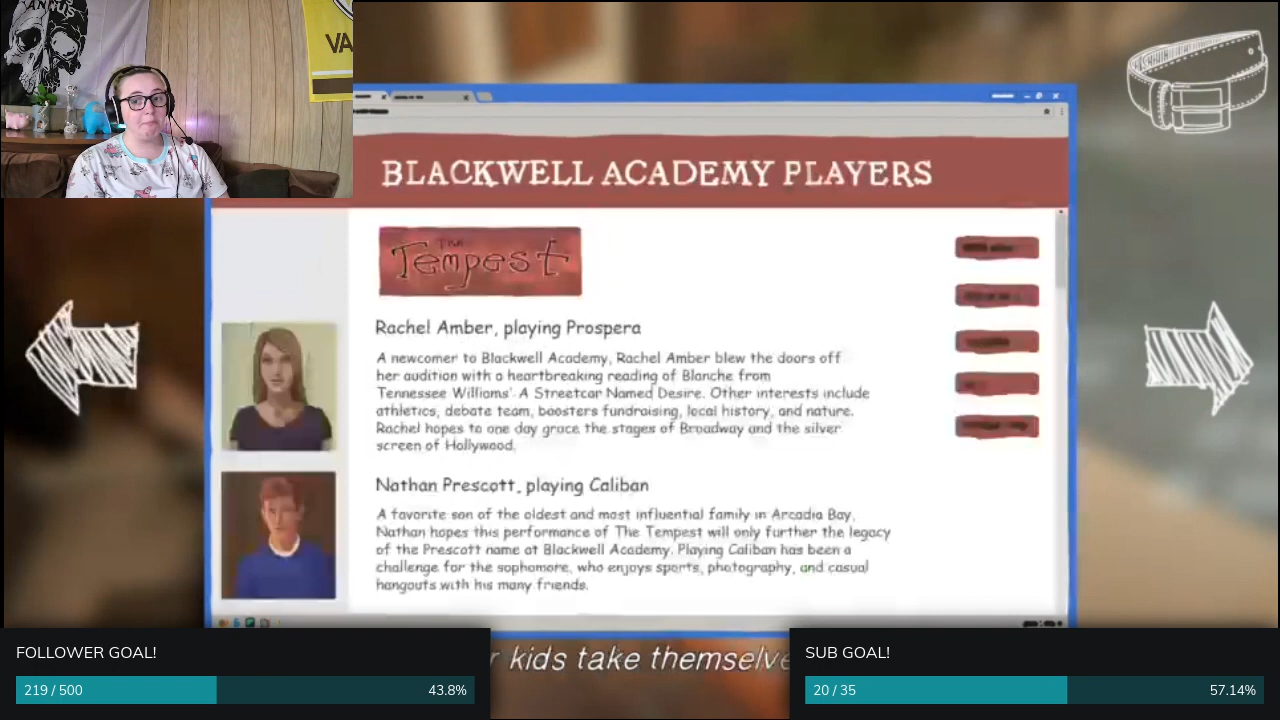 VA
BLACKWELL ACADEMY PLAYERS
The Tempest
Rachel Amber, playing Prospera
A newcomer to Blackwell Academy, Rachel Amber blew the doors off
her audition with a heartbreaking reading of Blanche from
Tennessee Williams' A Streetcar Named Desire. Other interests include
athletics, debate team, boosters fundraising, local history, and nature.
Rachel hopes to one day grace the stages of Broadway and the silver
screen of Hollywood.
Nathan Prescott, playing Caliban
A favorite son of the oldest and most influential family in Arcadia Bay,
Nathan hopes this performance of The Tempest will only further the legacy
of the Prescott name at Blackwell Academy. Playing Caliban has been a
challenge for the sophomore, who enjoys sports, photography, and casual
hangouts with his many friends.
kids take themselve
FOLLOWER GOAL!
219 / 500
43.8%
SUB GOAL!
20 / 35
57.14%